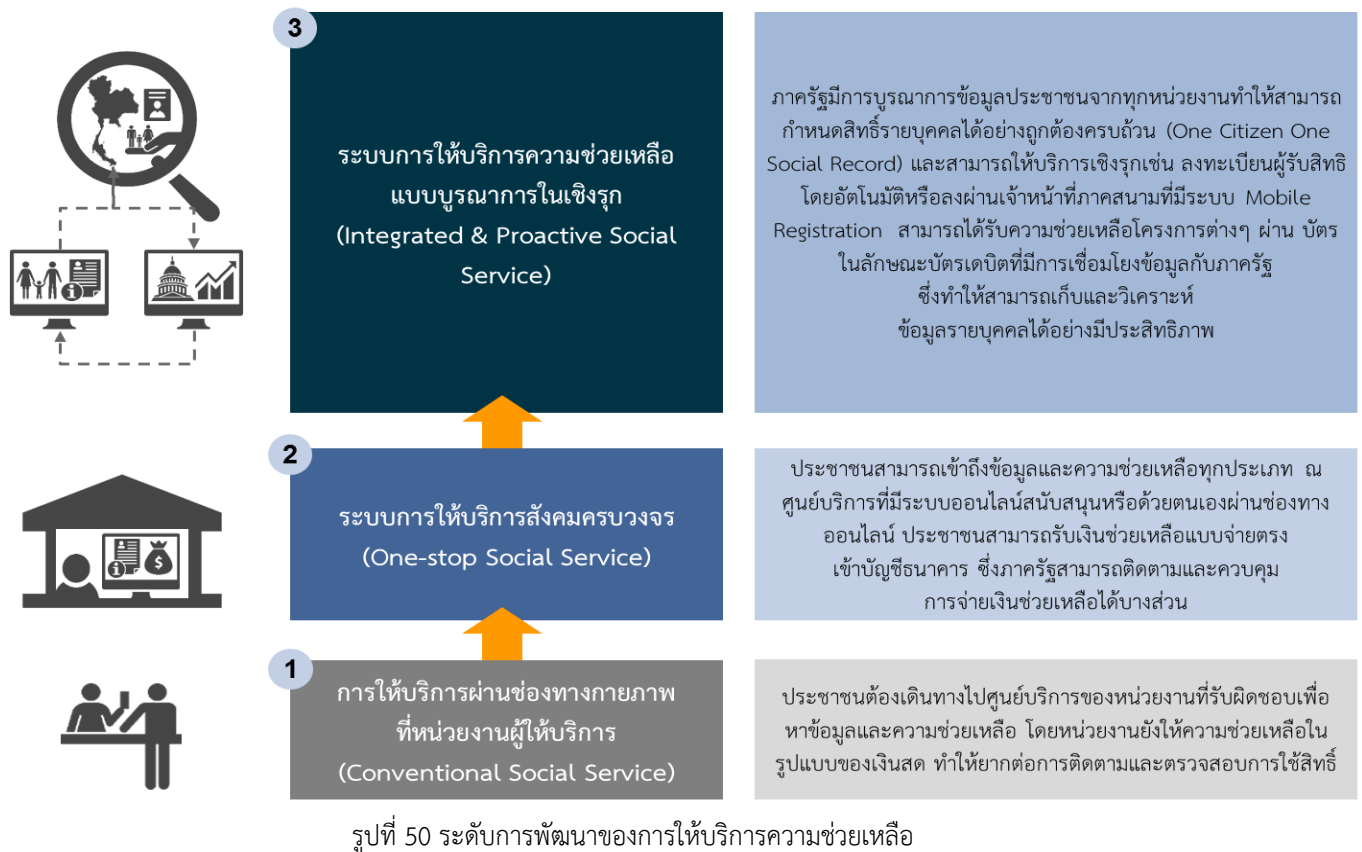 3
ระบบการให้บริการความช่วยเหลือ
แบบบูรณาการในเชิงรุก
(Integrated & Proactive Social
Service)
ภาครัฐมีการบูรณาการข้อมูลประชาชนจากทุกหน่วยงานทำให้สามารถ
กำหนดสิทธิ์รายบุคคลได้อย่างถูกต้องครบถ้วน (One Citizen One
Social Record) และสามารถให้บริการเชิงรุกเช่น ลงทะเบียนผู้รับสิทธิ
โดยอัตโนมัติหรือลงผ่านเจ้าหน้าที่ภาคสนามที่มีระบบ Mobile
Registration สามารถได้รับความช่วยเหลือโครงการต่างๆ ผ่าน บัตร
ในลักษณะบัตรเดบิตที่มีการเชื่อมโยงข้อมูลกับภาครัฐ
ซึ่งทำให้สามารถเก็บและวิเคราะห์
ข้อมูลรายบุคคลได้อย่างมีประสิทธิภาพ
2
ระบบการให้บริการสังคมครบวงจร
(One-stop Social Service)
ประชาชนสามารถเข้าถึงข้อมูลและความช่วยเหลือทุกประเภท ณ
ศูนย์บริการที่มีระบบออนไลน์สนับสนุนหรือด้วยตนเองผ่านช่องทาง
ออนไลน์ ประชาชนสามารถรับเงินช่วยเหลือแบบจ่ายตรง
เข้าบัญชีธนาคาร ซึ่งภาครัฐสามารถติดตามและควบคุม
การจ่ายเงินช่วยเหลือได้บางส่วน
1
การให้บริการผ่านช่องทางกายภาพ
ที่หน่วยงานผู้ให้บริการ
(Conventional Social Service)
ประชาชนต้องเดินทางไปศูนย์บริการของหน่วยงานที่รับผิดชอบเพื่อ
หาข้อมูลและความช่วยเหลือ โดยหน่วยงานยังให้ความช่วยเหลือใน
รูปแบบของเงินสด ทำให้ยากต่อการติดตามและตรวจสอบการใช้สิทธิ์
รูปที่ 50 ระดับการพัฒนาของการให้บริการความช่วยเหลือ